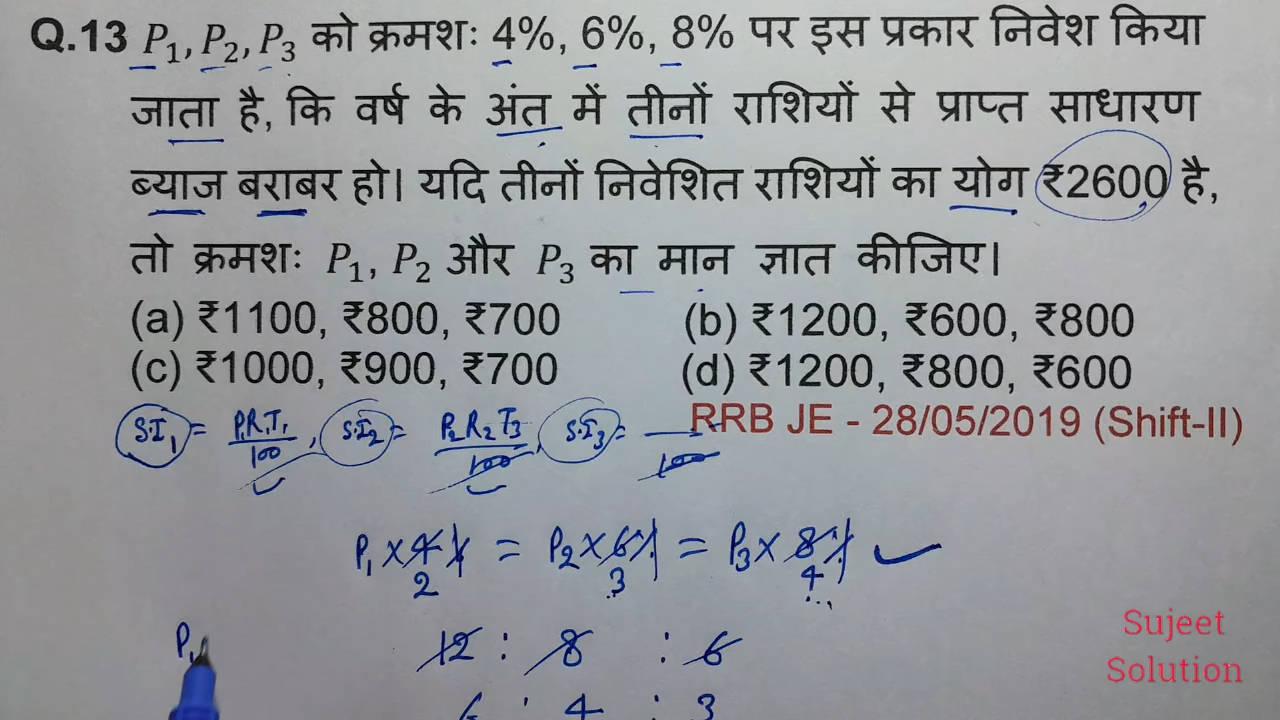 Q.13 P₁, P₂, P₃ को क्रमशः 4%, 6%, 8% पर इस प्रकार निवेश किया
जाता है, कि वर्ष के अंत में तीनों राशियों से प्राप्त साधारण
ब्याज बराबर हो। यदि तीनों निवेशित राशियों का योग ₹2600 है,
तो क्रमशः P₁, P₂ और P₃ का मान ज्ञात कीजिए।
(a) ₹1100, ₹800, ₹700 (b) ₹1200, ₹600, ₹800
(c) ₹1000, ₹900, ₹700 (d) ₹1200, ₹800, ₹600
RRB JE - 28/05/2019 (Shift-II)
S.I₁ = P₁R₁T₁/100, S.I₂ = P₂R₂T₃/100, S.I₃ = /100
P₁ × 4% = P₂ × 6% = P₃ × 8%
2 3 4
12 : 8 : 6
6 : 4 : 3
P₁
Sujeet
Solution